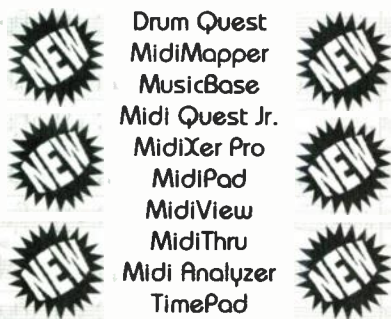 Drum Quest
NEW NEW
MidiMapper
MusicBase
Midi Quest Jr.
MidiXer Pro
NEW NEW
MidiPad
MidiView
MidiThru
Midi Analyzer
NEW NEW
TimePad